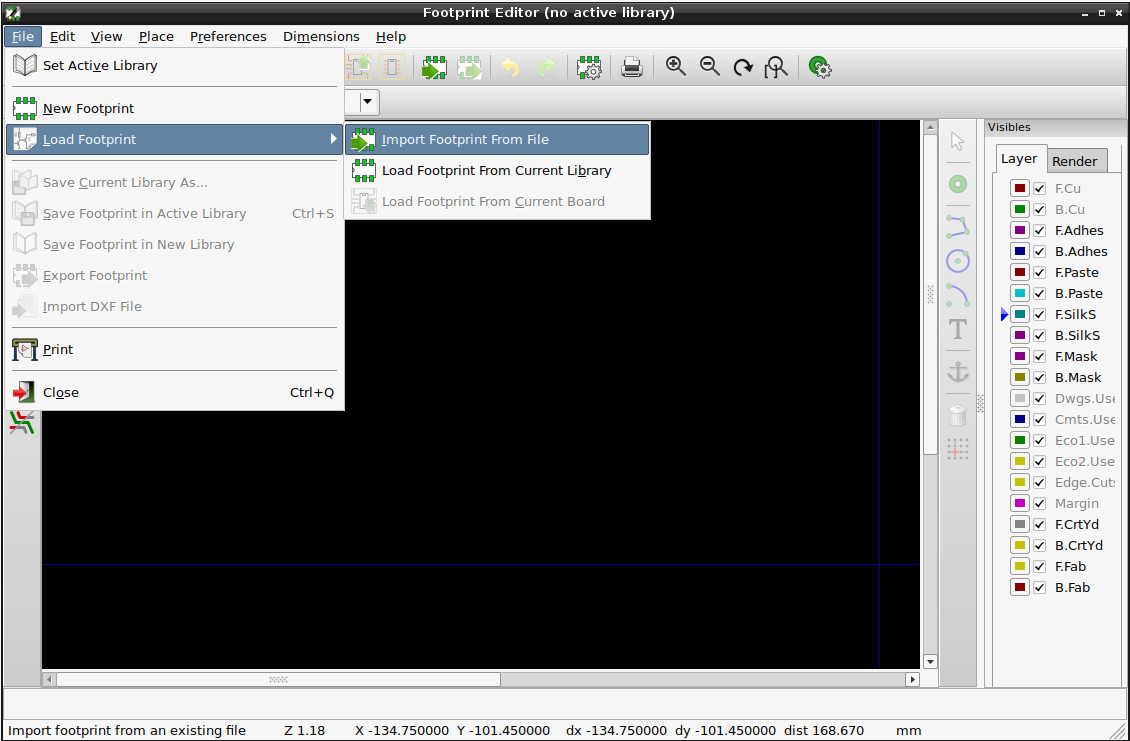 Footprint Editor (no active library)
File Edit View Place Preferences Dimensions Help
Set Active Library
New Footprint
Load Footprint
Save Current Library As...
Save Footprint in Active Library Ctrl+S
Save Footprint in New Library
Export Footprint
Import DXF File
Print
Close Ctrl+Q
Import Footprint From File
Load Footprint From Current Library
Load Footprint From Current Board
T
Visibles
Layer Render
F.Cu
B.Cu
F.Adhes
B.Adhes
F.Paste
B.Paste
F.SilkS
B.SilkS
F.Mask
B.Mask
Dwgs.Use
Cmts.Use
Eco1.Use
Eco2.Use
Edge.Cuts
Margin
F.CrtYd
B.CrtYd
F.Fab
B.Fab
Import footprint from an existing file Z 1.18 X -134.750000 Y -101.450000 dx -134.750000 dy -101.450000 dist 168.670 mm